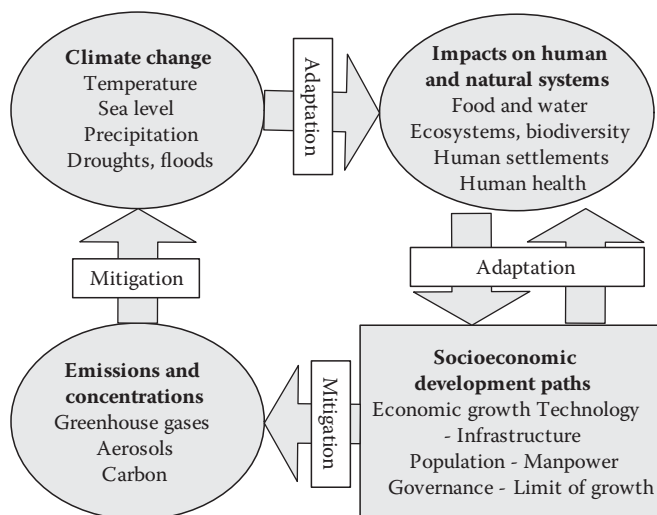 Climate change
Temperature
Sea level
Precipitation
Droughts, floods
Adaptation
Impacts on human
and natural systems
Food and water
Ecosystems, biodiversity
Human settlements
Human health
Mitigation
Adaptation
Emissions and
concentrations
Greenhouse gases
Aerosols
Carbon
Mitigation
Socioeconomic
development paths
Economic growth Technology
- Infrastructure
Population - Manpower
Governance - Limit of growth